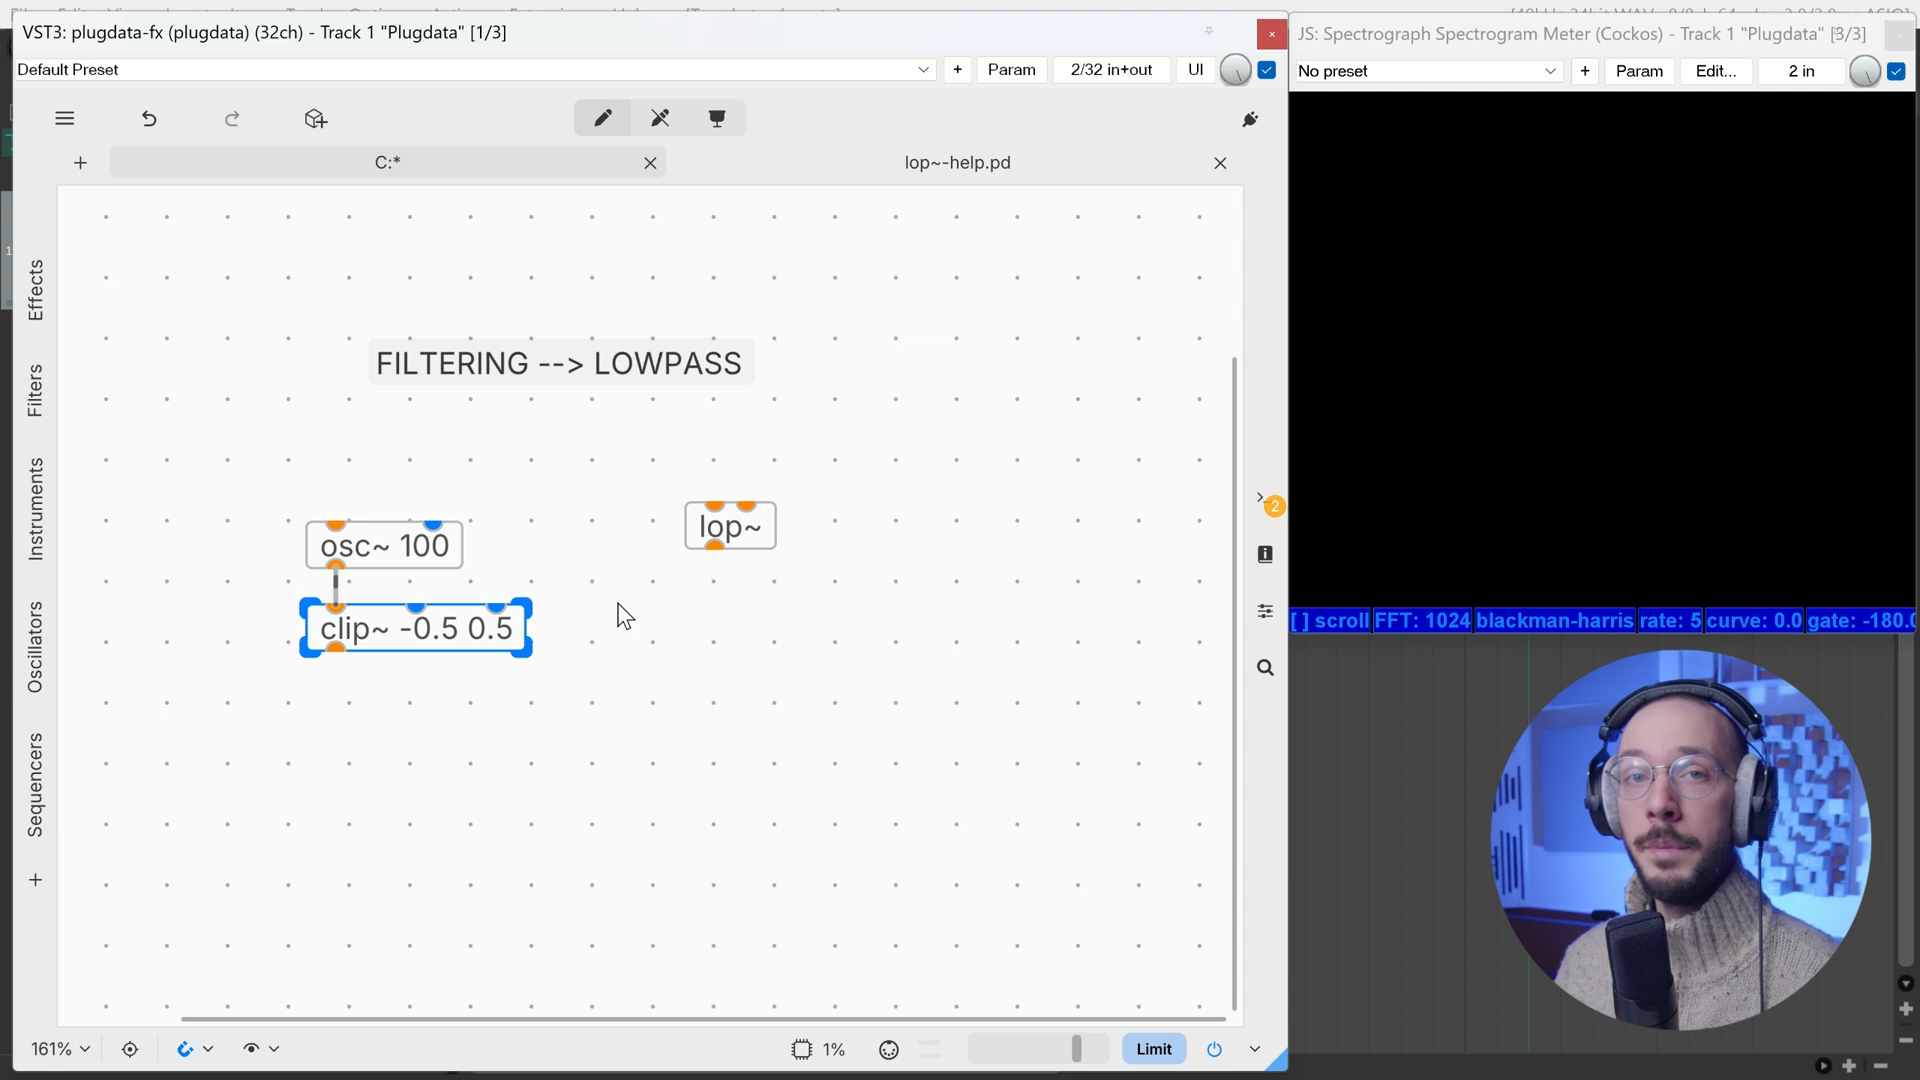 VST3: plugdata-fx (plugdata) (32ch) - Track 1 "Plugdata" [1/3]
Default Preset
+
Param
2/32 in+out
UI
C:*
lop~-help.pd
Effects
Filters
Instruments
Oscillators
Sequencers
+
FILTERING --> LOWPASS
osc~ 100
clip~ -0.5 0.5
lop~
2
161%
1%
Limit
JS: Spectrograph Spectrogram Meter (Cockos) - Track 1 "Plugdata" [3/3]
No preset
+
Param
Edit...
2 in
[ ] scroll FFT: 1024 blackman-harris rate: 5 curve: 0.0 gate: -180.0
1